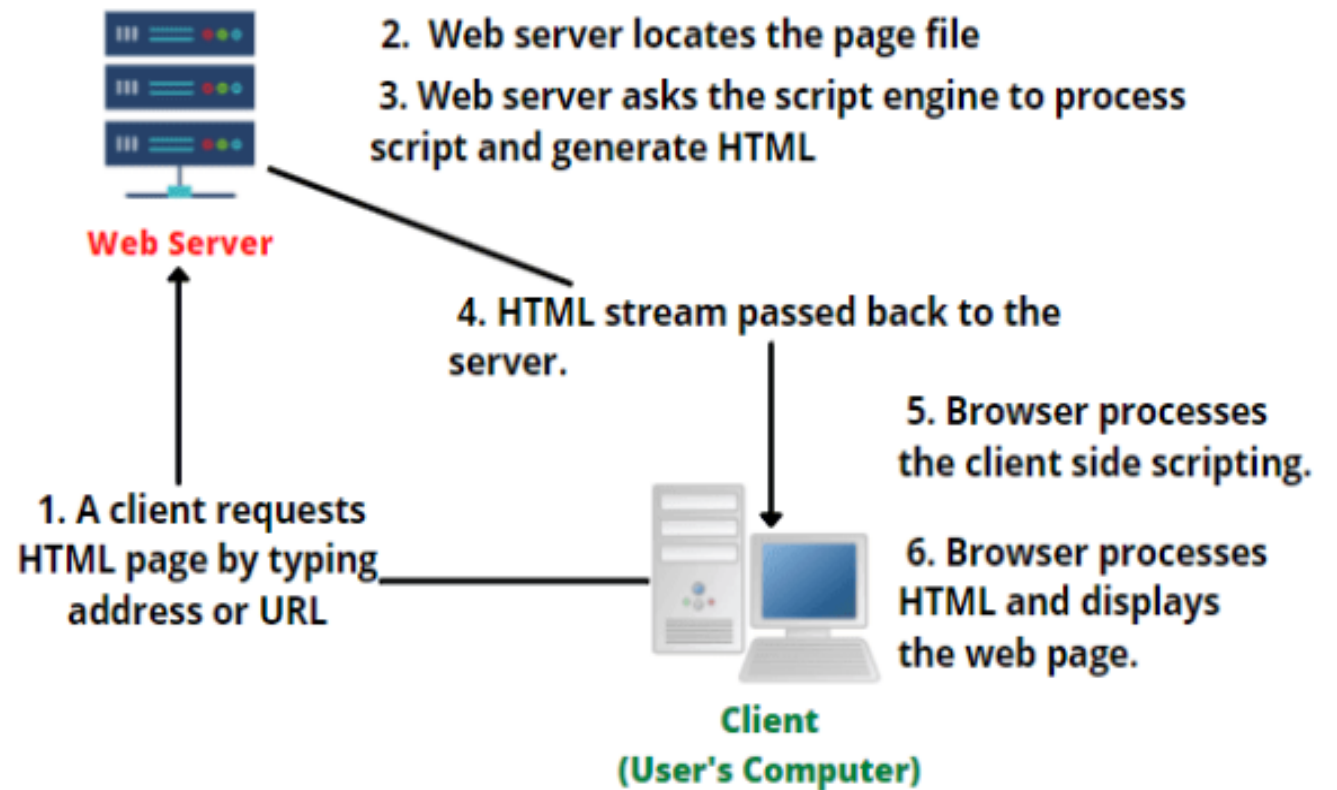 2. Web server locates the page file
3. Web server asks the script engine to process
script and generate HTML
Web Server
4. HTML stream passed back to the
server.
5. Browser processes
the client side scripting.
1. A client requests
HTML page by typing
address or URL
6. Browser processes
HTML and displays
the web page.
Client
(User's Computer)